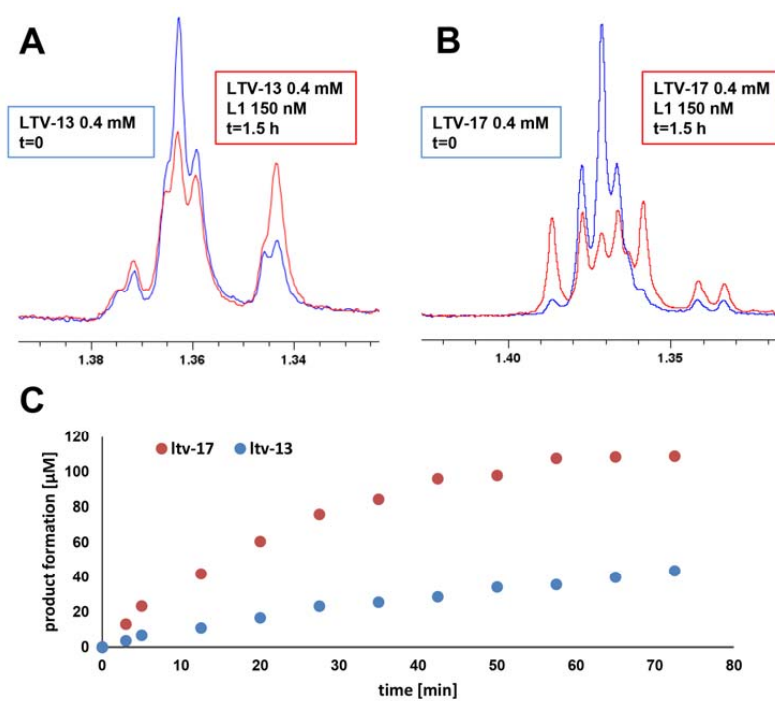 A
LTV-13 0.4 mM
t=0
LTV-13 0.4 mM
L1 150 nM
t=1.5 h
1.38
1.36
1.34
B
LTV-17 0.4 mM
t=0
LTV-17 0.4 mM
L1 150 nM
t=1.5 h
1.40
1.35
C
ltv-17
ltv-13
product formation [µM]
120
100
80
60
40
20
0
0 10 20 30 40 50 60 70 80
time [min]